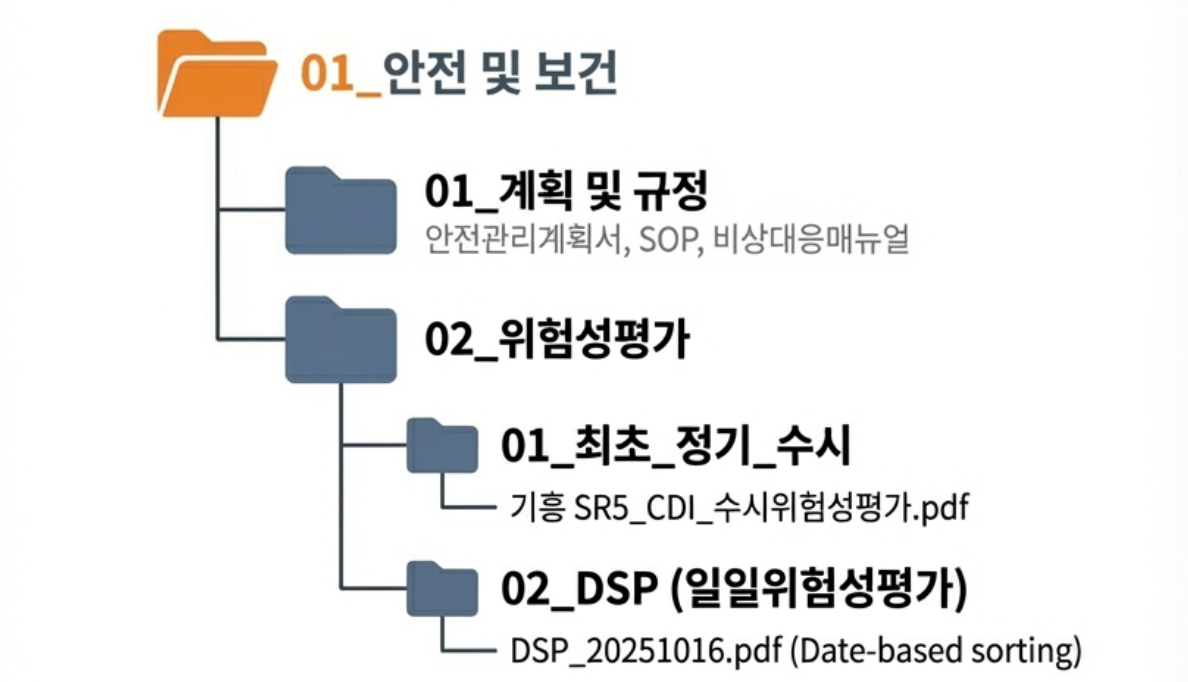 01_안전 및 보건
01_계획 및 규정
안전관리계획서, SOP, 비상대응매뉴얼
02_위험성평가
01_최초_정기_수시
기흥 SR5_CDI_수시위험성평가.pdf
02_DSP (일일위험성평가)
DSP_20251016.pdf (Date-based sorting)